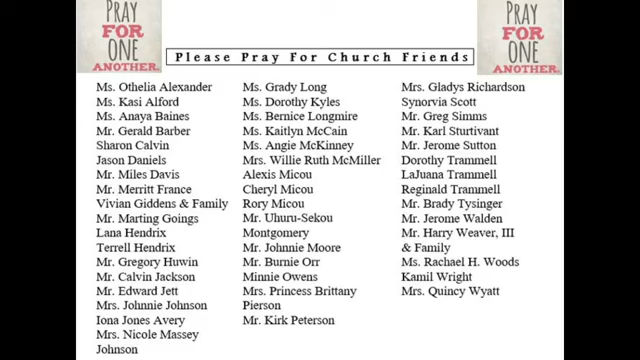 PRAY
FOR
ONE
ANOTHER.
PRAY
FOR
ONE
ANOTHER.
Please Pray For Church Friends
Ms. Othelia Alexander
Ms. Kasi Alford
Ms. Anaya Baines
Mr. Gerald Barber
Sharon Calvin
Jason Daniels
Mr. Miles Davis
Mr. Merritt France
Vivian Giddens & Family
Mr. Marting Goings
Lana Hendrix
Terrell Hendrix
Mr. Gregory Huwin
Mr. Calvin Jackson
Mr. Edward Jett
Mrs. Johnnie Johnson
Iona Jones Avery
Mrs. Nicole Massey
Johnson
Ms. Grady Long
Ms. Dorothy Kyles
Ms. Bernice Longmire
Ms. Kaitlyn McCain
Ms. Angie McKinney
Mrs. Willie Ruth McMiller
Alexis Micou
Cheryl Micou
Rory Micou
Mr. Uhuru-Sekou
Montgomery
Mr. Johnnie Moore
Mr. Burnie Orr
Minnie Owens
Mrs. Princess Brittany
Pierson
Mr. Kirk Peterson
Mrs. Gladys Richardson
Synorvia Scott
Mr. Greg Simms
Mr. Karl Sturtivant
Mr. Jerome Sutton
Dorothy Trammell
LaJuana Trammell
Reginald Trammell
Mr. Brady Tysinger
Mr. Jerome Walden
Mr. Harry Weaver, III
& Family
Ms. Rachael H. Woods
Kamil Wright
Mrs. Quincy Wyatt